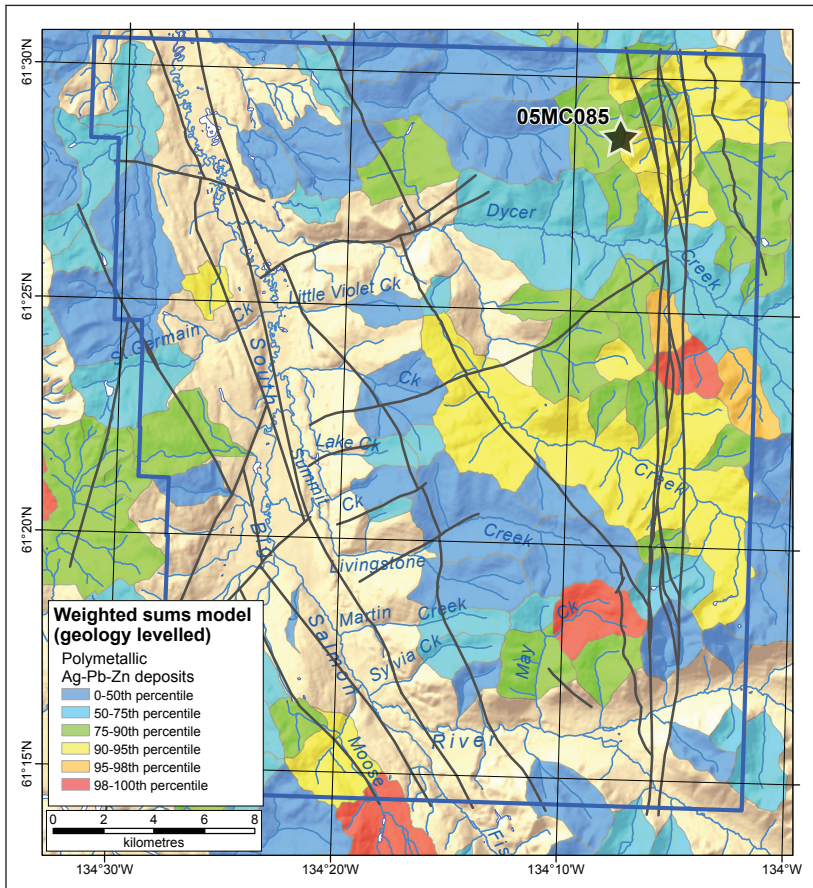 61°30'N
05MC085
Dycer
Creek
61°25'N
Little Violet Ck
St.Germain
Ck
South
Ck
Lake Ck
Summit
Creek
61°20'N
Ck
Big
Creek
Livingstone
Martin Creek
Ck
Salmon
Sylvia Ck
May
River
61°15'N
Moose
Fis
Weighted sums model
(geology levelled)
Polymetallic
Ag-Pb-Zn deposits
0-50th percentile
50-75th percentile
75-90th percentile
90-95th percentile
95-98th percentile
98-100th percentile
0 2 4 6 8
kilometres
134°30'W
134°20'W
134°10'W
134°W